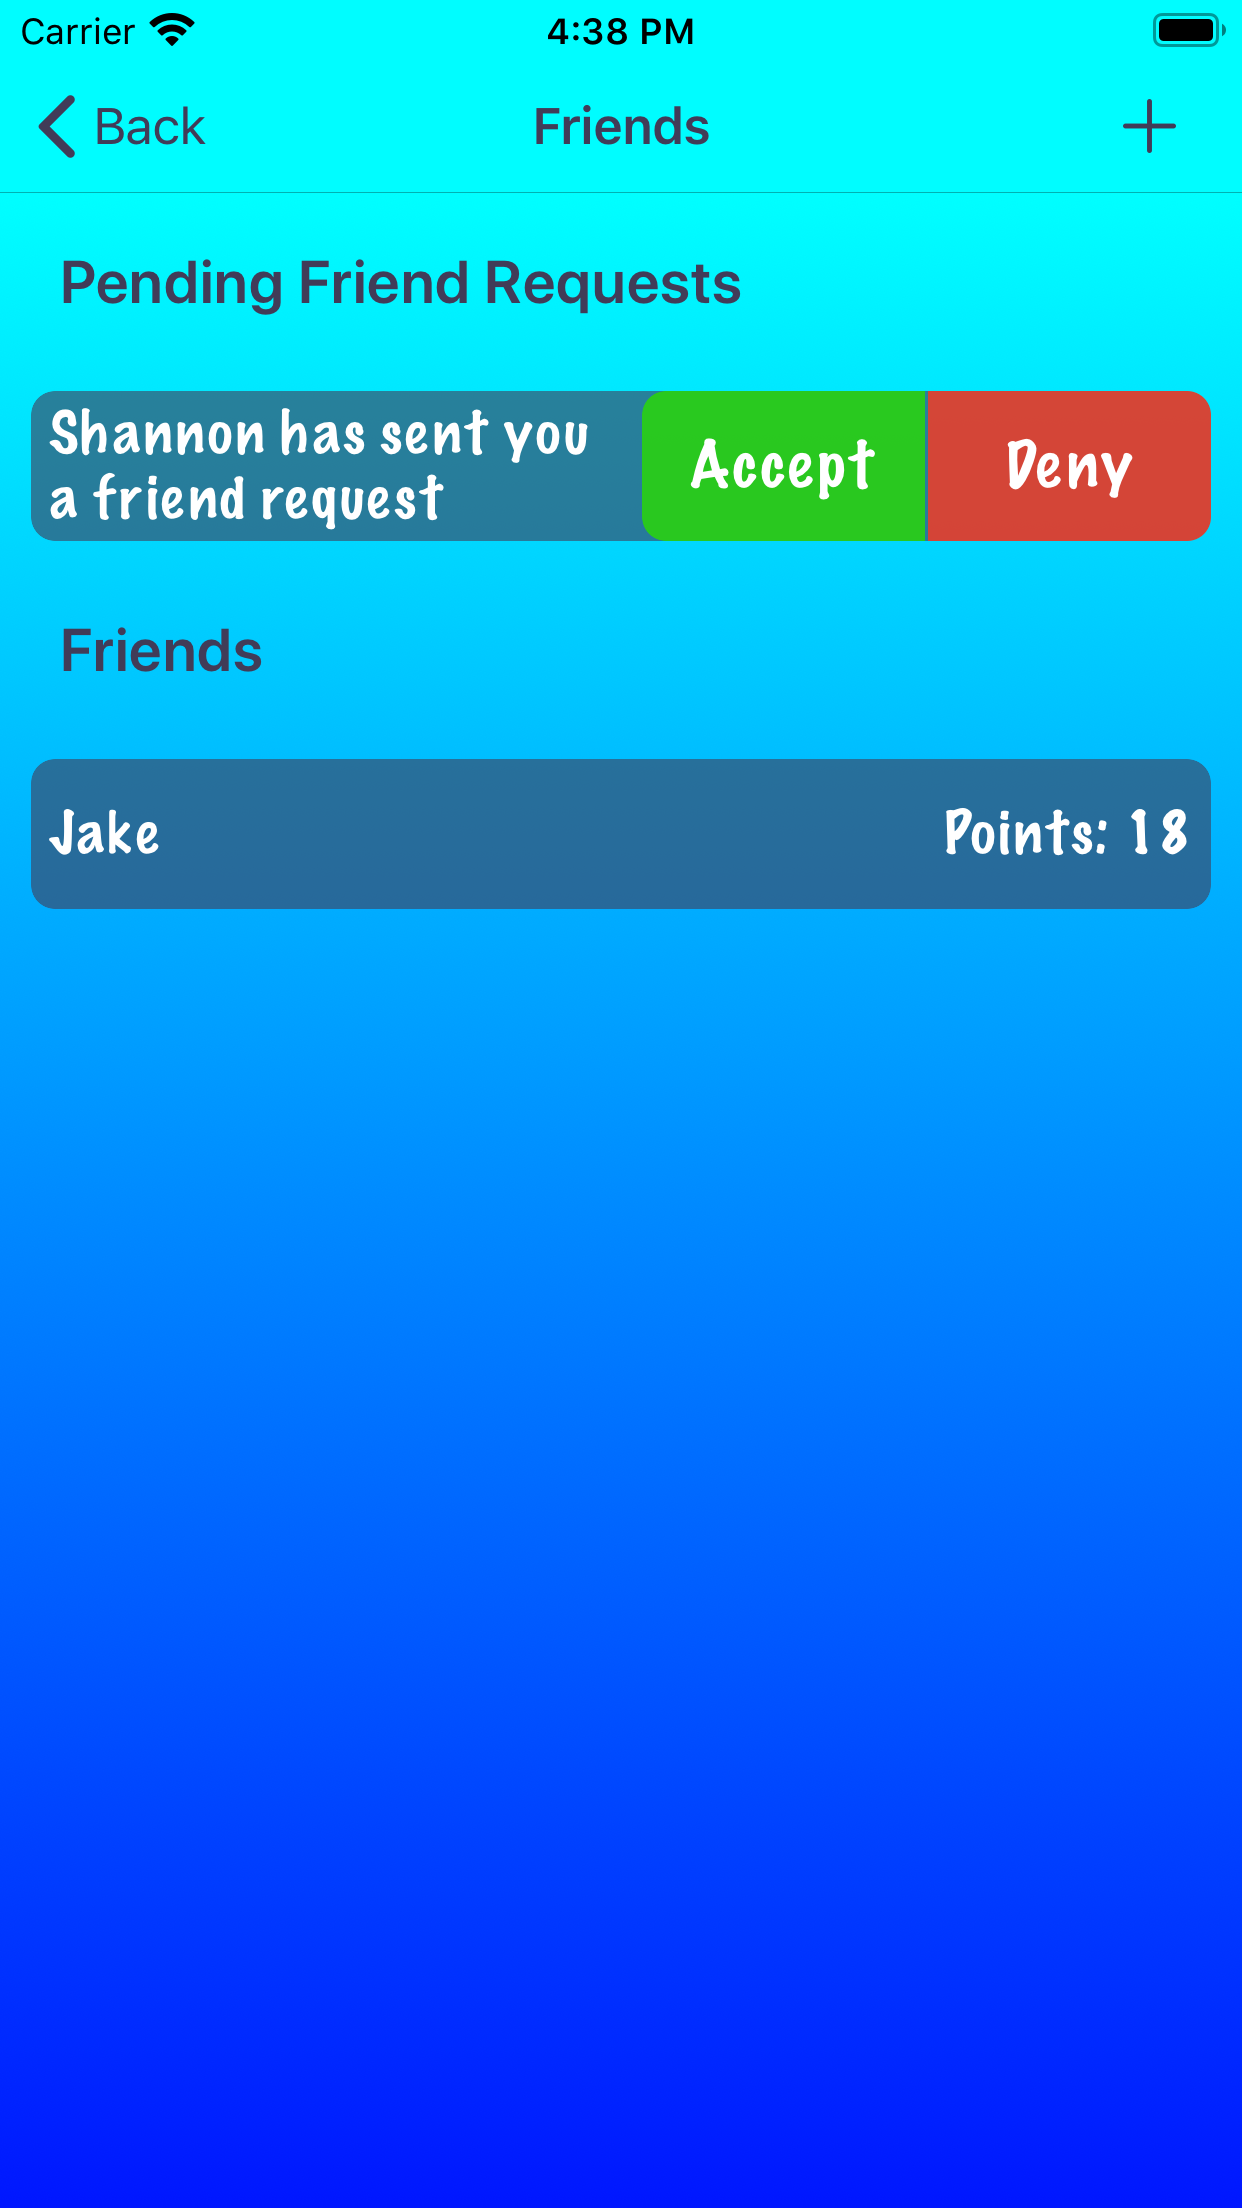 Carrier 4:38 PM
Back Friends
Pending Friend Requests
Shannon has sent you
a friend request
Accept Deny
Friends
Jake Points: 18